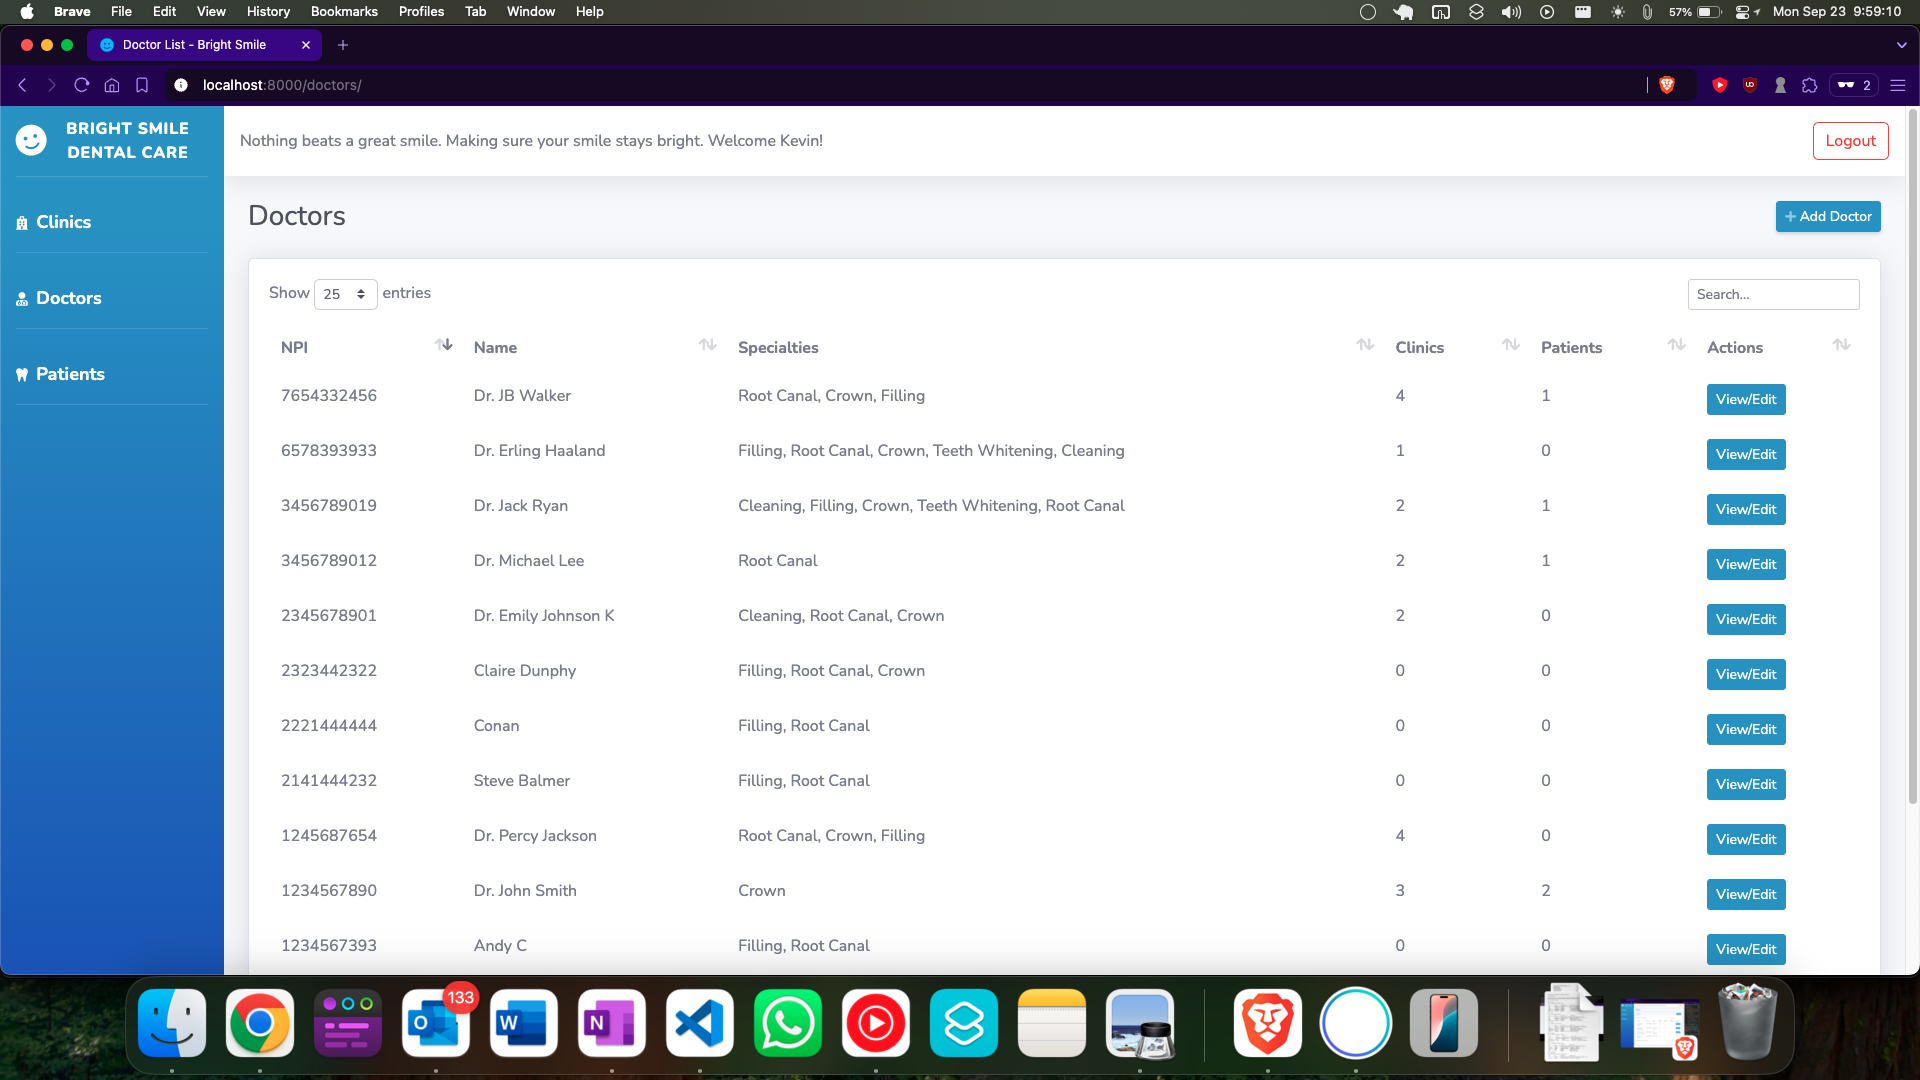 Brave File Edit View History Bookmarks Profiles Tab Window Help 57% Mon Sep 23 9:59:10
Doctor List - Bright Smile
localhost:8000/doctors/ 2
BRIGHT SMILE
DENTAL CARE
Nothing beats a great smile. Making sure your smile stays bright. Welcome Kevin! Logout
Clinics
Doctors
Patients
Doctors + Add Doctor
Show 25 entries Search...
NPI Name Specialties Clinics Patients Actions
7654332456 Dr. JB Walker Root Canal, Crown, Filling 4 1 View/Edit
6578393933 Dr. Erling Haaland Filling, Root Canal, Crown, Teeth Whitening, Cleaning 1 0 View/Edit
3456789019 Dr. Jack Ryan Cleaning, Filling, Crown, Teeth Whitening, Root Canal 2 1 View/Edit
3456789012 Dr. Michael Lee Root Canal 2 1 View/Edit
2345678901 Dr. Emily Johnson K Cleaning, Root Canal, Crown 2 0 View/Edit
2323442322 Claire Dunphy Filling, Root Canal, Crown 0 0 View/Edit
2221444444 Conan Filling, Root Canal 0 0 View/Edit
2141444232 Steve Balmer Filling, Root Canal 0 0 View/Edit
1245687654 Dr. Percy Jackson Root Canal, Crown, Filling 4 0 View/Edit
1234567890 Dr. John Smith Crown 3 2 View/Edit
1234567393 Andy C Filling, Root Canal 0 0 View/Edit
133
O W N